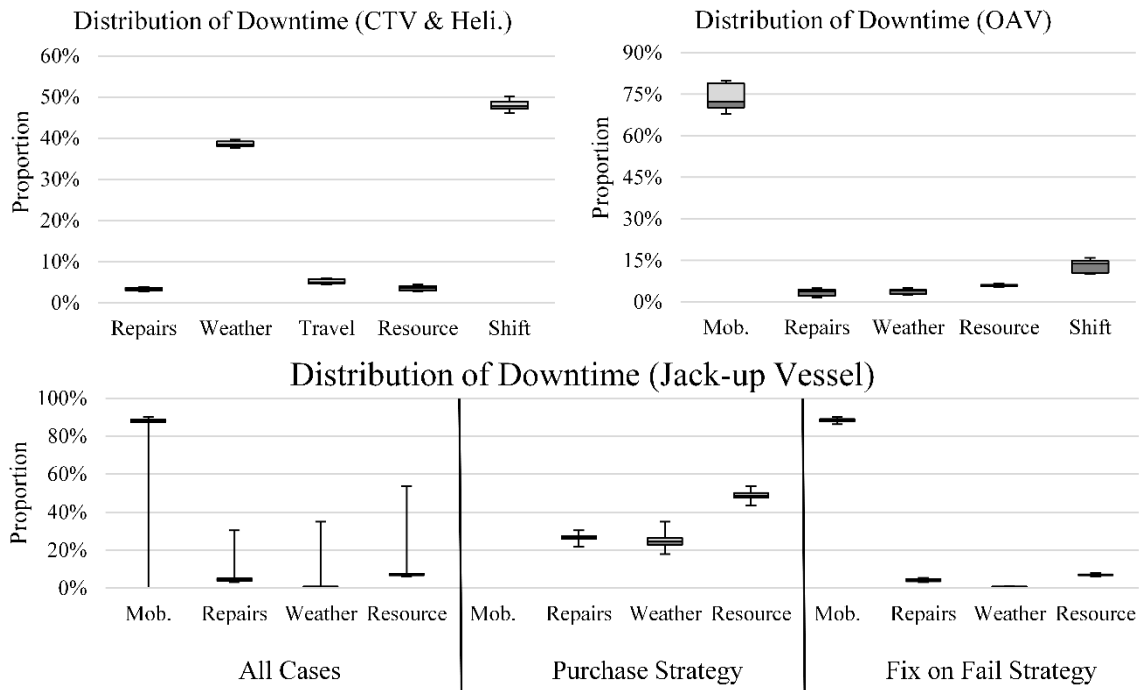 Distribution of Downtime (CTV & Heli.)
60%
50%
40%
30%
20%
10%
0%
Proportion
Repairs Weather Travel Resource Shift
Distribution of Downtime (OAV)
90%
75%
60%
45%
30%
15%
0%
Proportion
Mob. Repairs Weather Resource Shift
Distribution of Downtime (Jack-up Vessel)
100%
80%
60%
40%
20%
0%
Proportion
Mob. Repairs Weather Resource Mob. Repairs Weather Resource Mob. Repairs Weather Resource
All Cases Purchase Strategy Fix on Fail Strategy